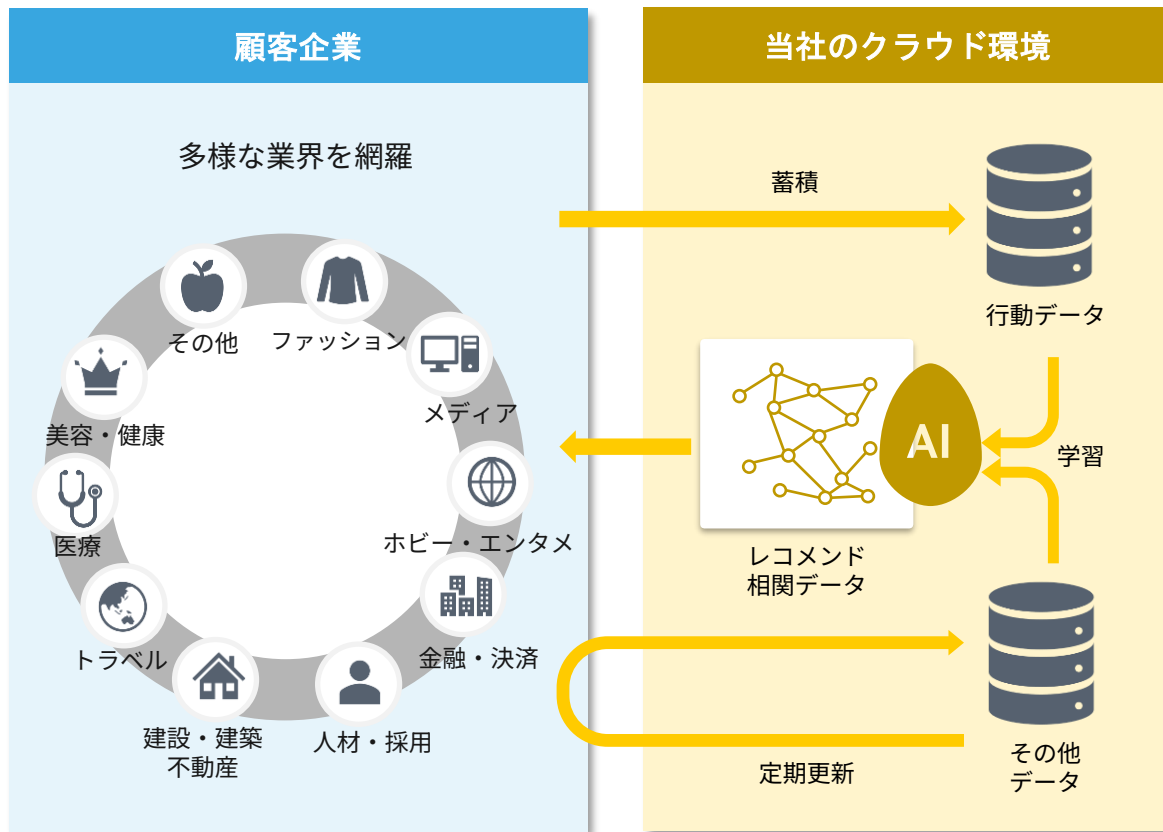 顧客企業
多様な業界を網羅
その他
ファッション
メディア
美容・健康
ホビー・エンタメ
医療
金融・決済
トラベル
人材・採用
建設・建築
不動産
当社のクラウド環境
蓄積
行動データ
AI
学習
レコメンド
相関データ
定期更新
その他
データ